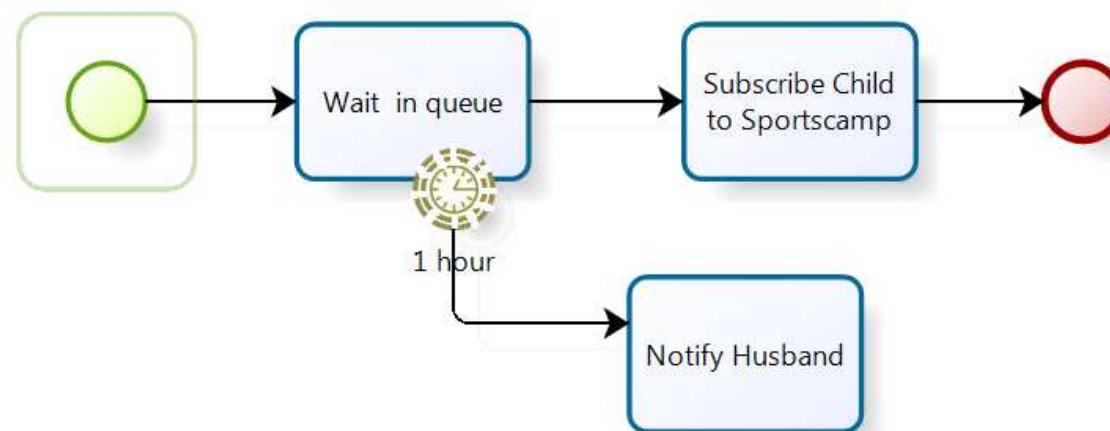 Wait in queue
Subscribe Child
to Sportscamp
1 hour
Notify Husband